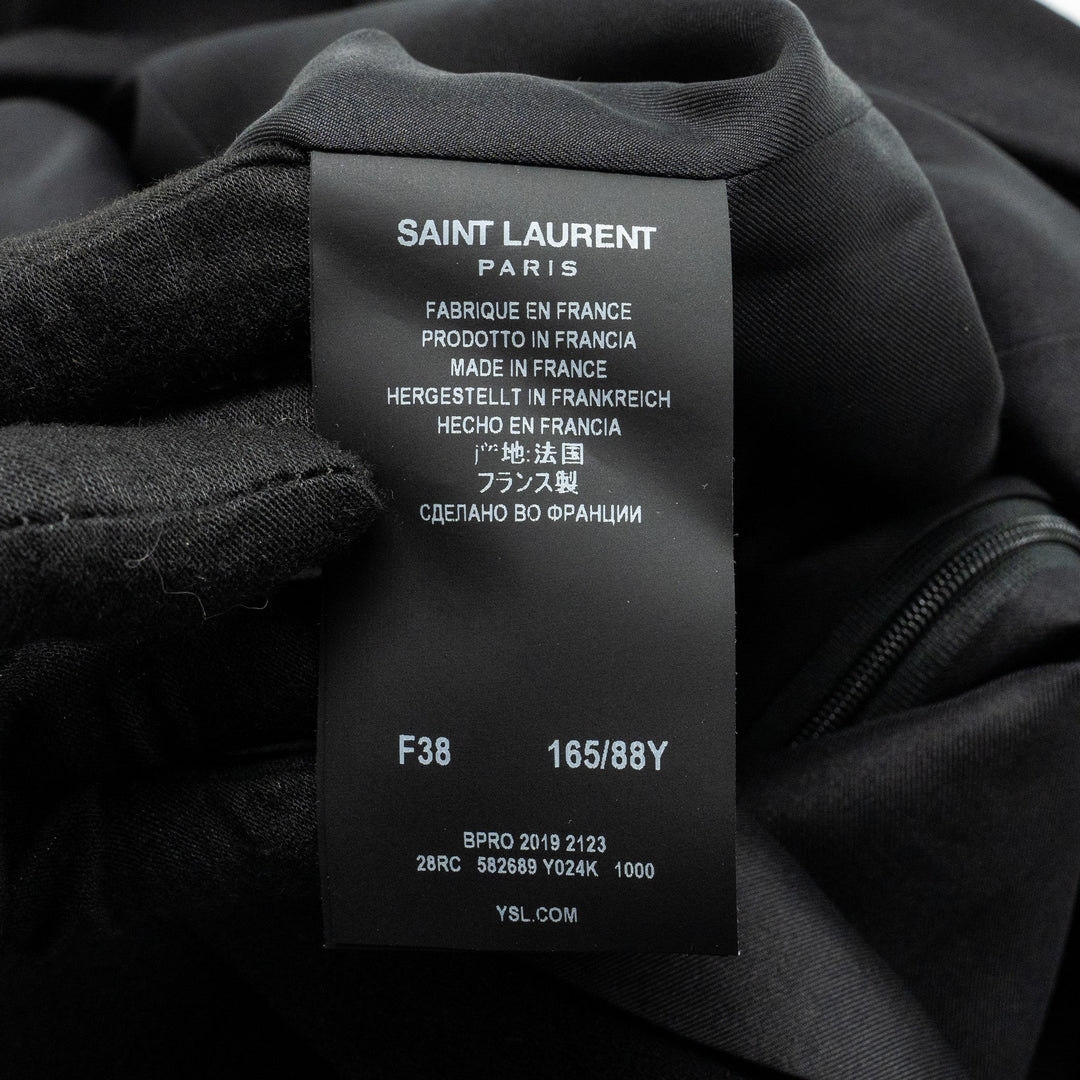 SAINT LAURENT
PARIS
FABRIQUE EN FRANCE
PRODOTTO IN FRANCIA
MADE IN FRANCE
HERGESTELLT IN FRANKREICH
HECHO EN FRANCIA
地:法国
フランス製
СДЕЛАНО ВО ФРАНЦИИ
F38 165/88Y
BPRO 2019 2123
28RC 582689 Y024K 1000
YSL.COM